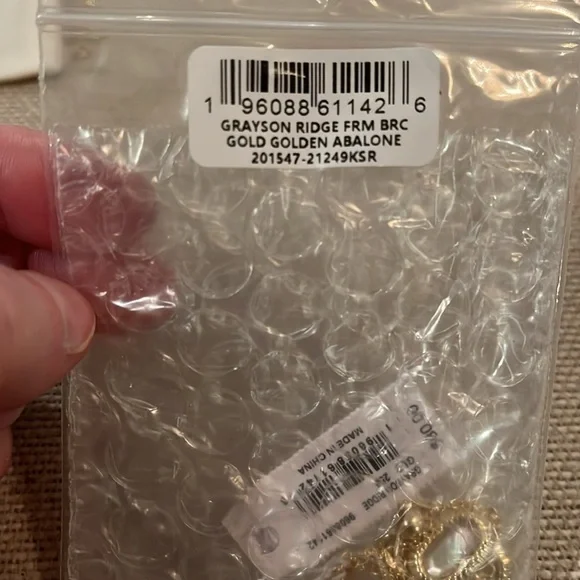 1 96088 61142 6
GRAYSON RIDGE FRM BRC
GOLD GOLDEN ABALONE
201547-21249KSR
MADE IN CHINA